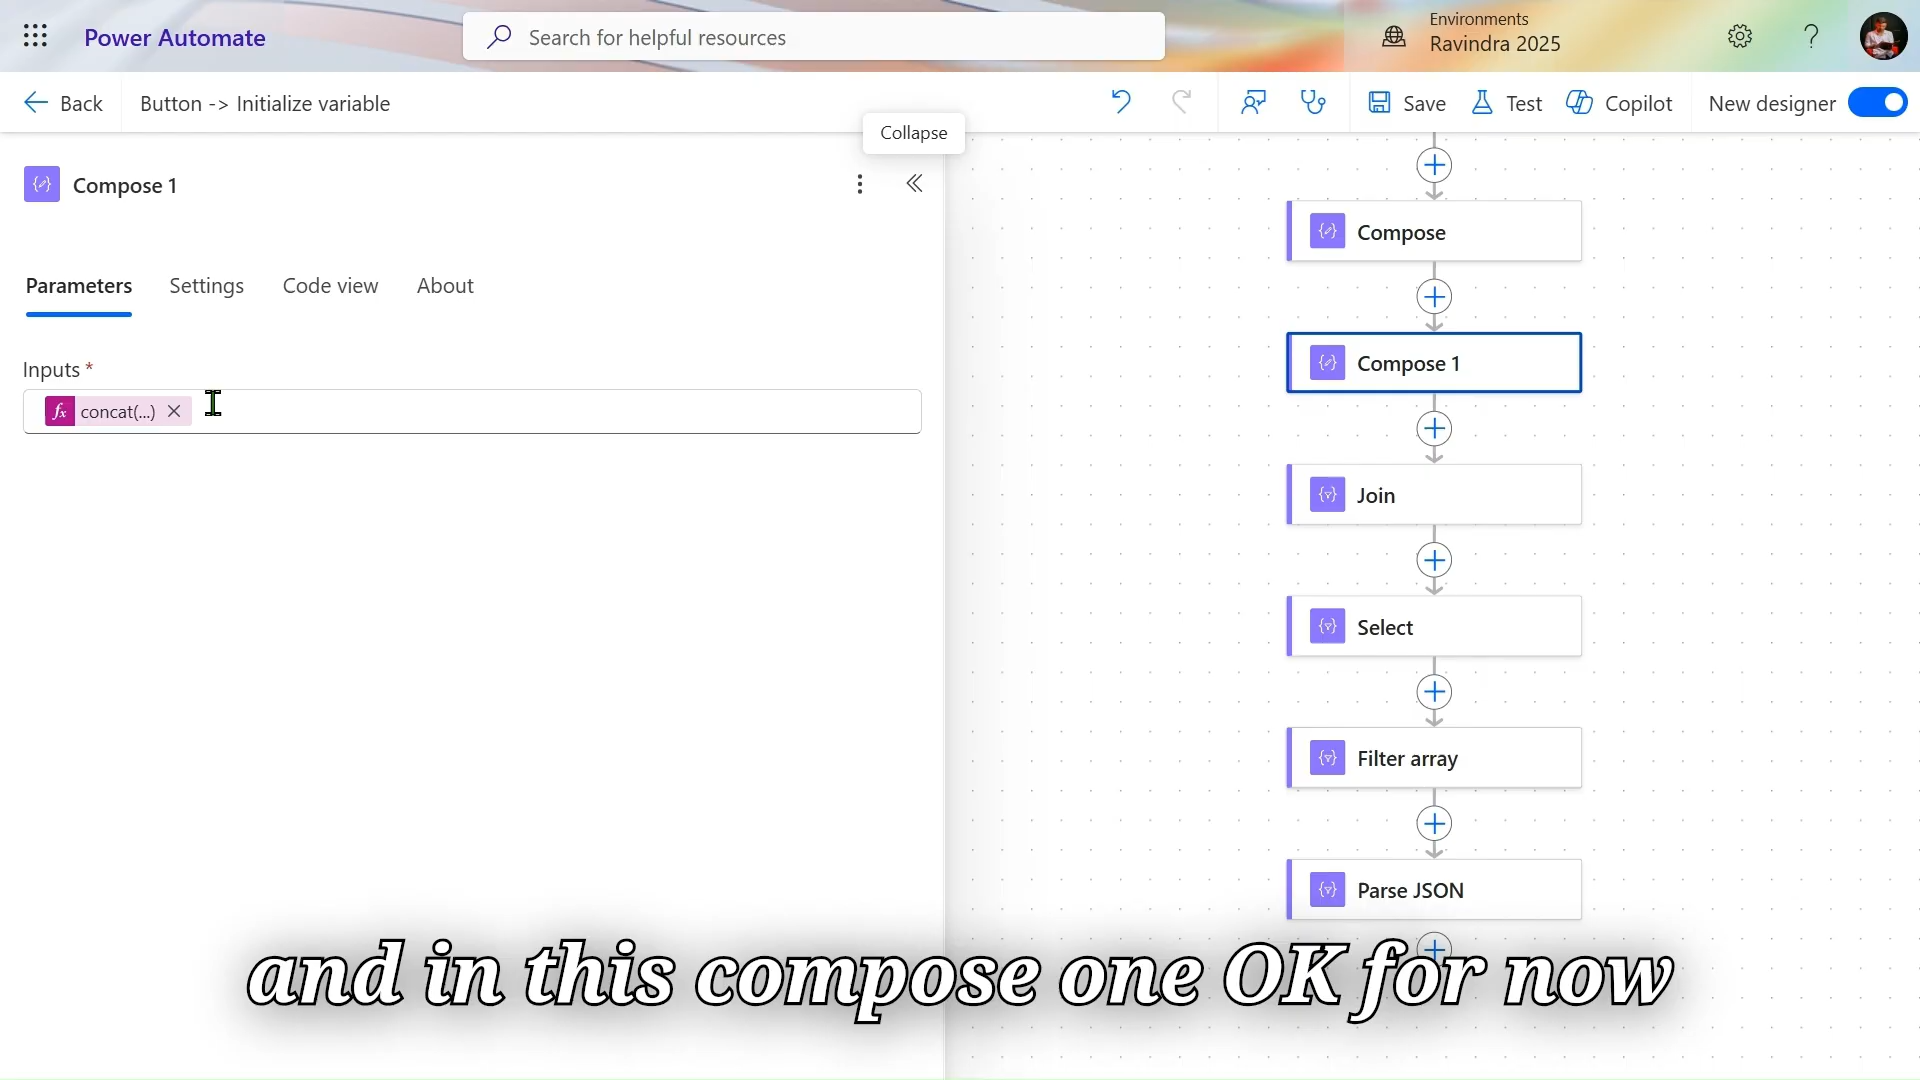 Power Automate
Search for helpful resources
Environments
Ravindra 2025
Back
Button -> Initialize variable
Save
Test
Copilot
New designer
Collapse
Compose 1
Parameters
Settings
Code view
About
Inputs *
fx concat(...)
Compose
Compose 1
Join
Select
Filter array
Parse JSON
and in this compose one OK for now